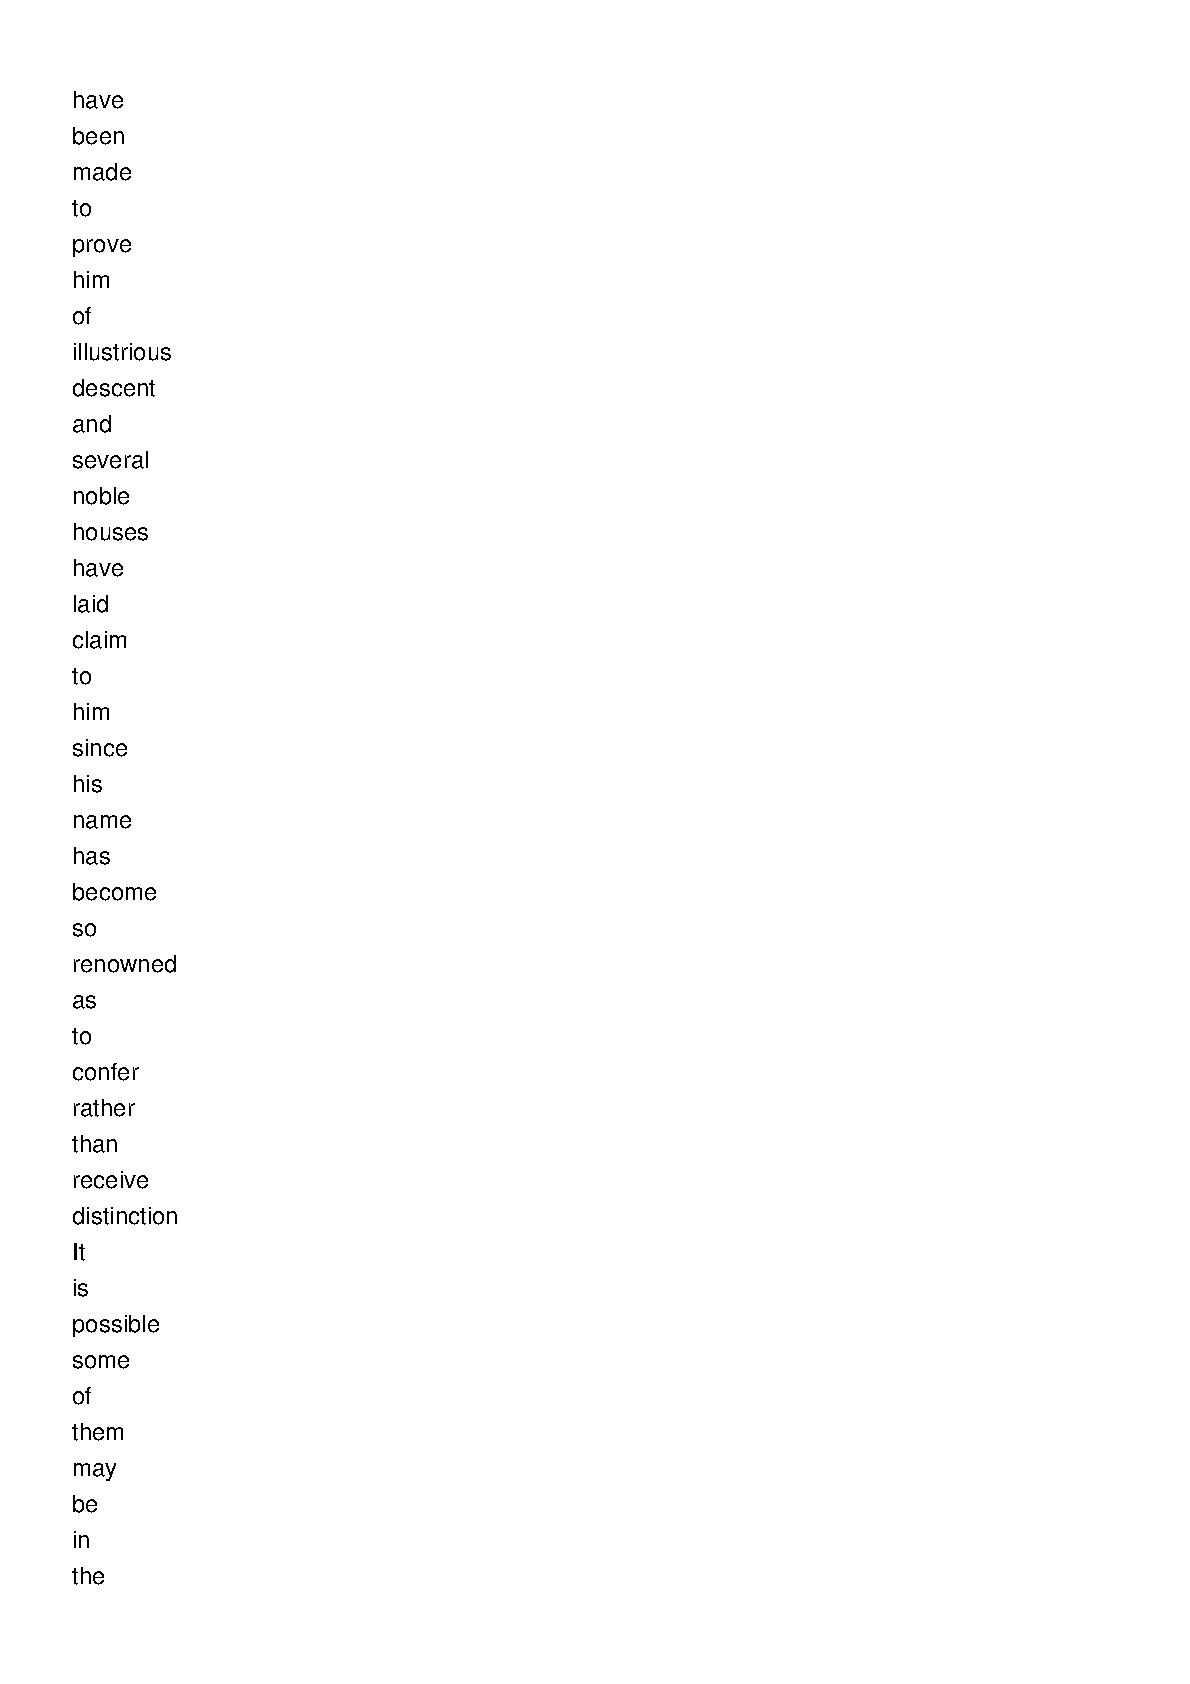 have
been
made
to
prove
him
of
illustrious
descent
and
several
noble
houses
have
laid
claim
to
him
since
his
name
has
become
so
renowned
as
to
confer
rather
than
receive
distinction
It
is
possible
some
of
them
may
be
in
the